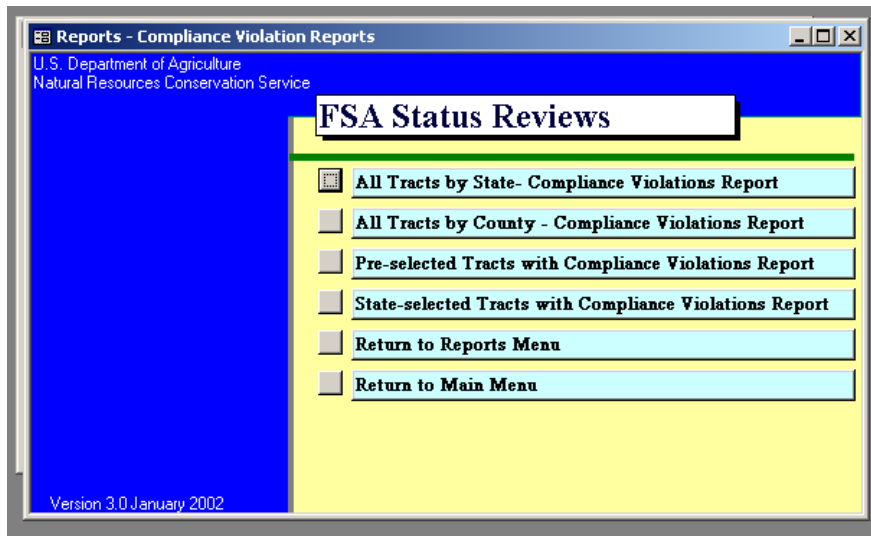 Reports - Compliance Violation Reports
U.S. Department of Agriculture
Natural Resources Conservation Service
FSA Status Reviews
All Tracts by State- Compliance Violations Report
All Tracts by County - Compliance Violations Report
Pre-selected Tracts with Compliance Violations Report
State-selected Tracts with Compliance Violations Report
Return to Reports Menu
Return to Main Menu
Version 3.0 January 2002